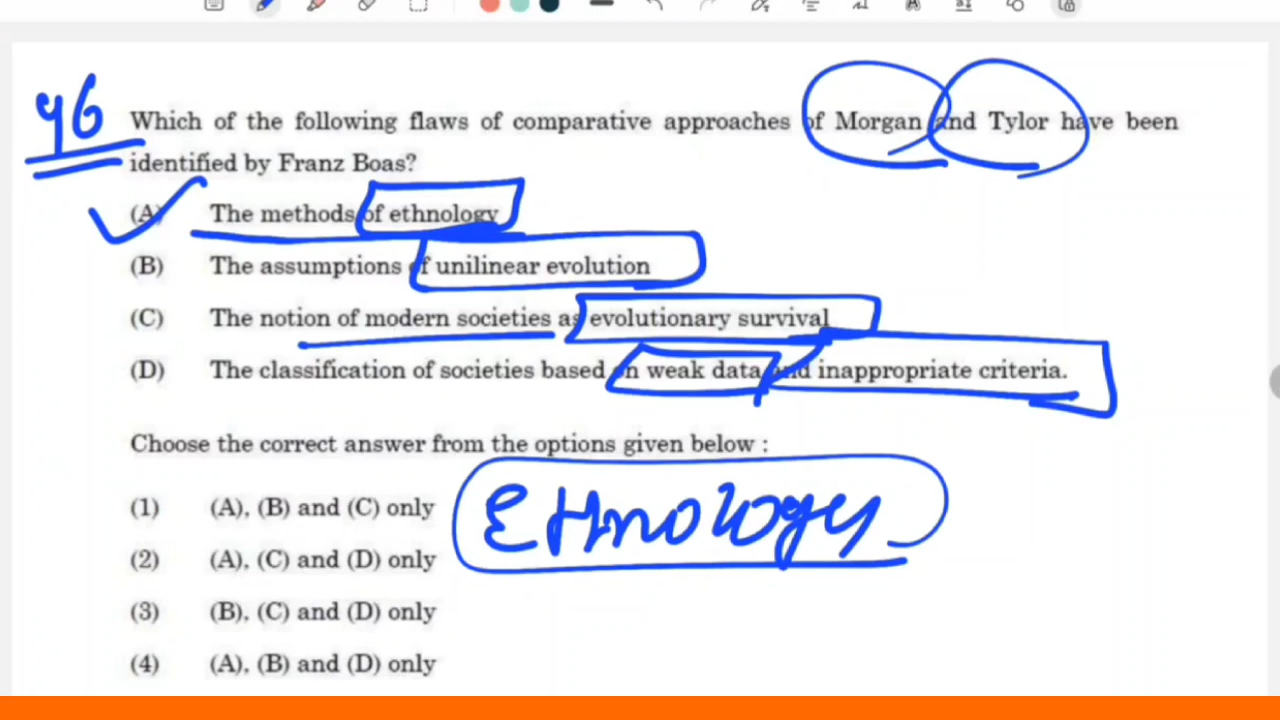 46
Which of the following flaws of comparative approaches of Morgan and Tylor have been
identified by Franz Boas?
(A) The methods of ethnology
(B) The assumptions of unilinear evolution
(C) The notion of modern societies as evolutionary survival
(D) The classification of societies based on weak data and inappropriate criteria.
Choose the correct answer from the options given below :
(1) (A), (B) and (C) only
Ethnology
(2) (A), (C) and (D) only
(3) (B), (C) and (D) only
(4) (A), (B) and (D) only